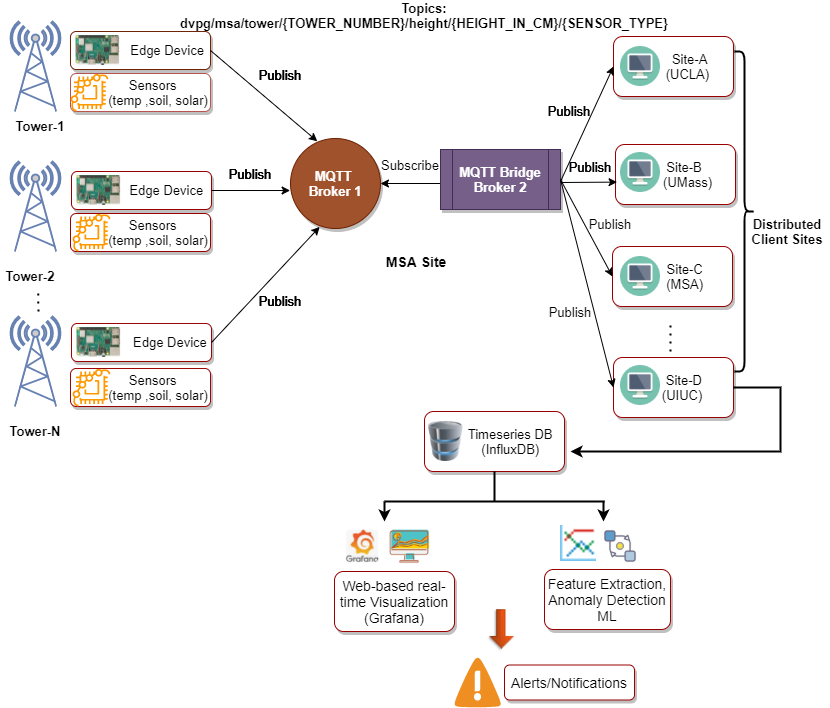 Topics:
dvpg/msa/tower/{TOWER_NUMBER}/height/{HEIGHT_IN_CM}/{SENSOR_TYPE}
Edge Device
Sensors
(temp ,soil, solar)
Tower-1
Publish
Edge Device
Sensors
(temp ,soil, solar)
Tower-2
Publish
Edge Device
Sensors
(temp ,soil, solar)
Tower-N
Publish
MQTT
Broker 1
Subscribe
MQTT Bridge
Broker 2
MSA Site
Publish
Publish
Publish
Publish
Site-A
(UCLA)
Site-B
(UMass)
Site-C
(MSA)
Site-D
(UIUC)
Distributed
Client Sites
Timeseries DB
(InfluxDB)
Grafana
Web-based real-
time Visualization
(Grafana)
Feature Extraction,
Anomaly Detection
ML
Alerts/Notifications